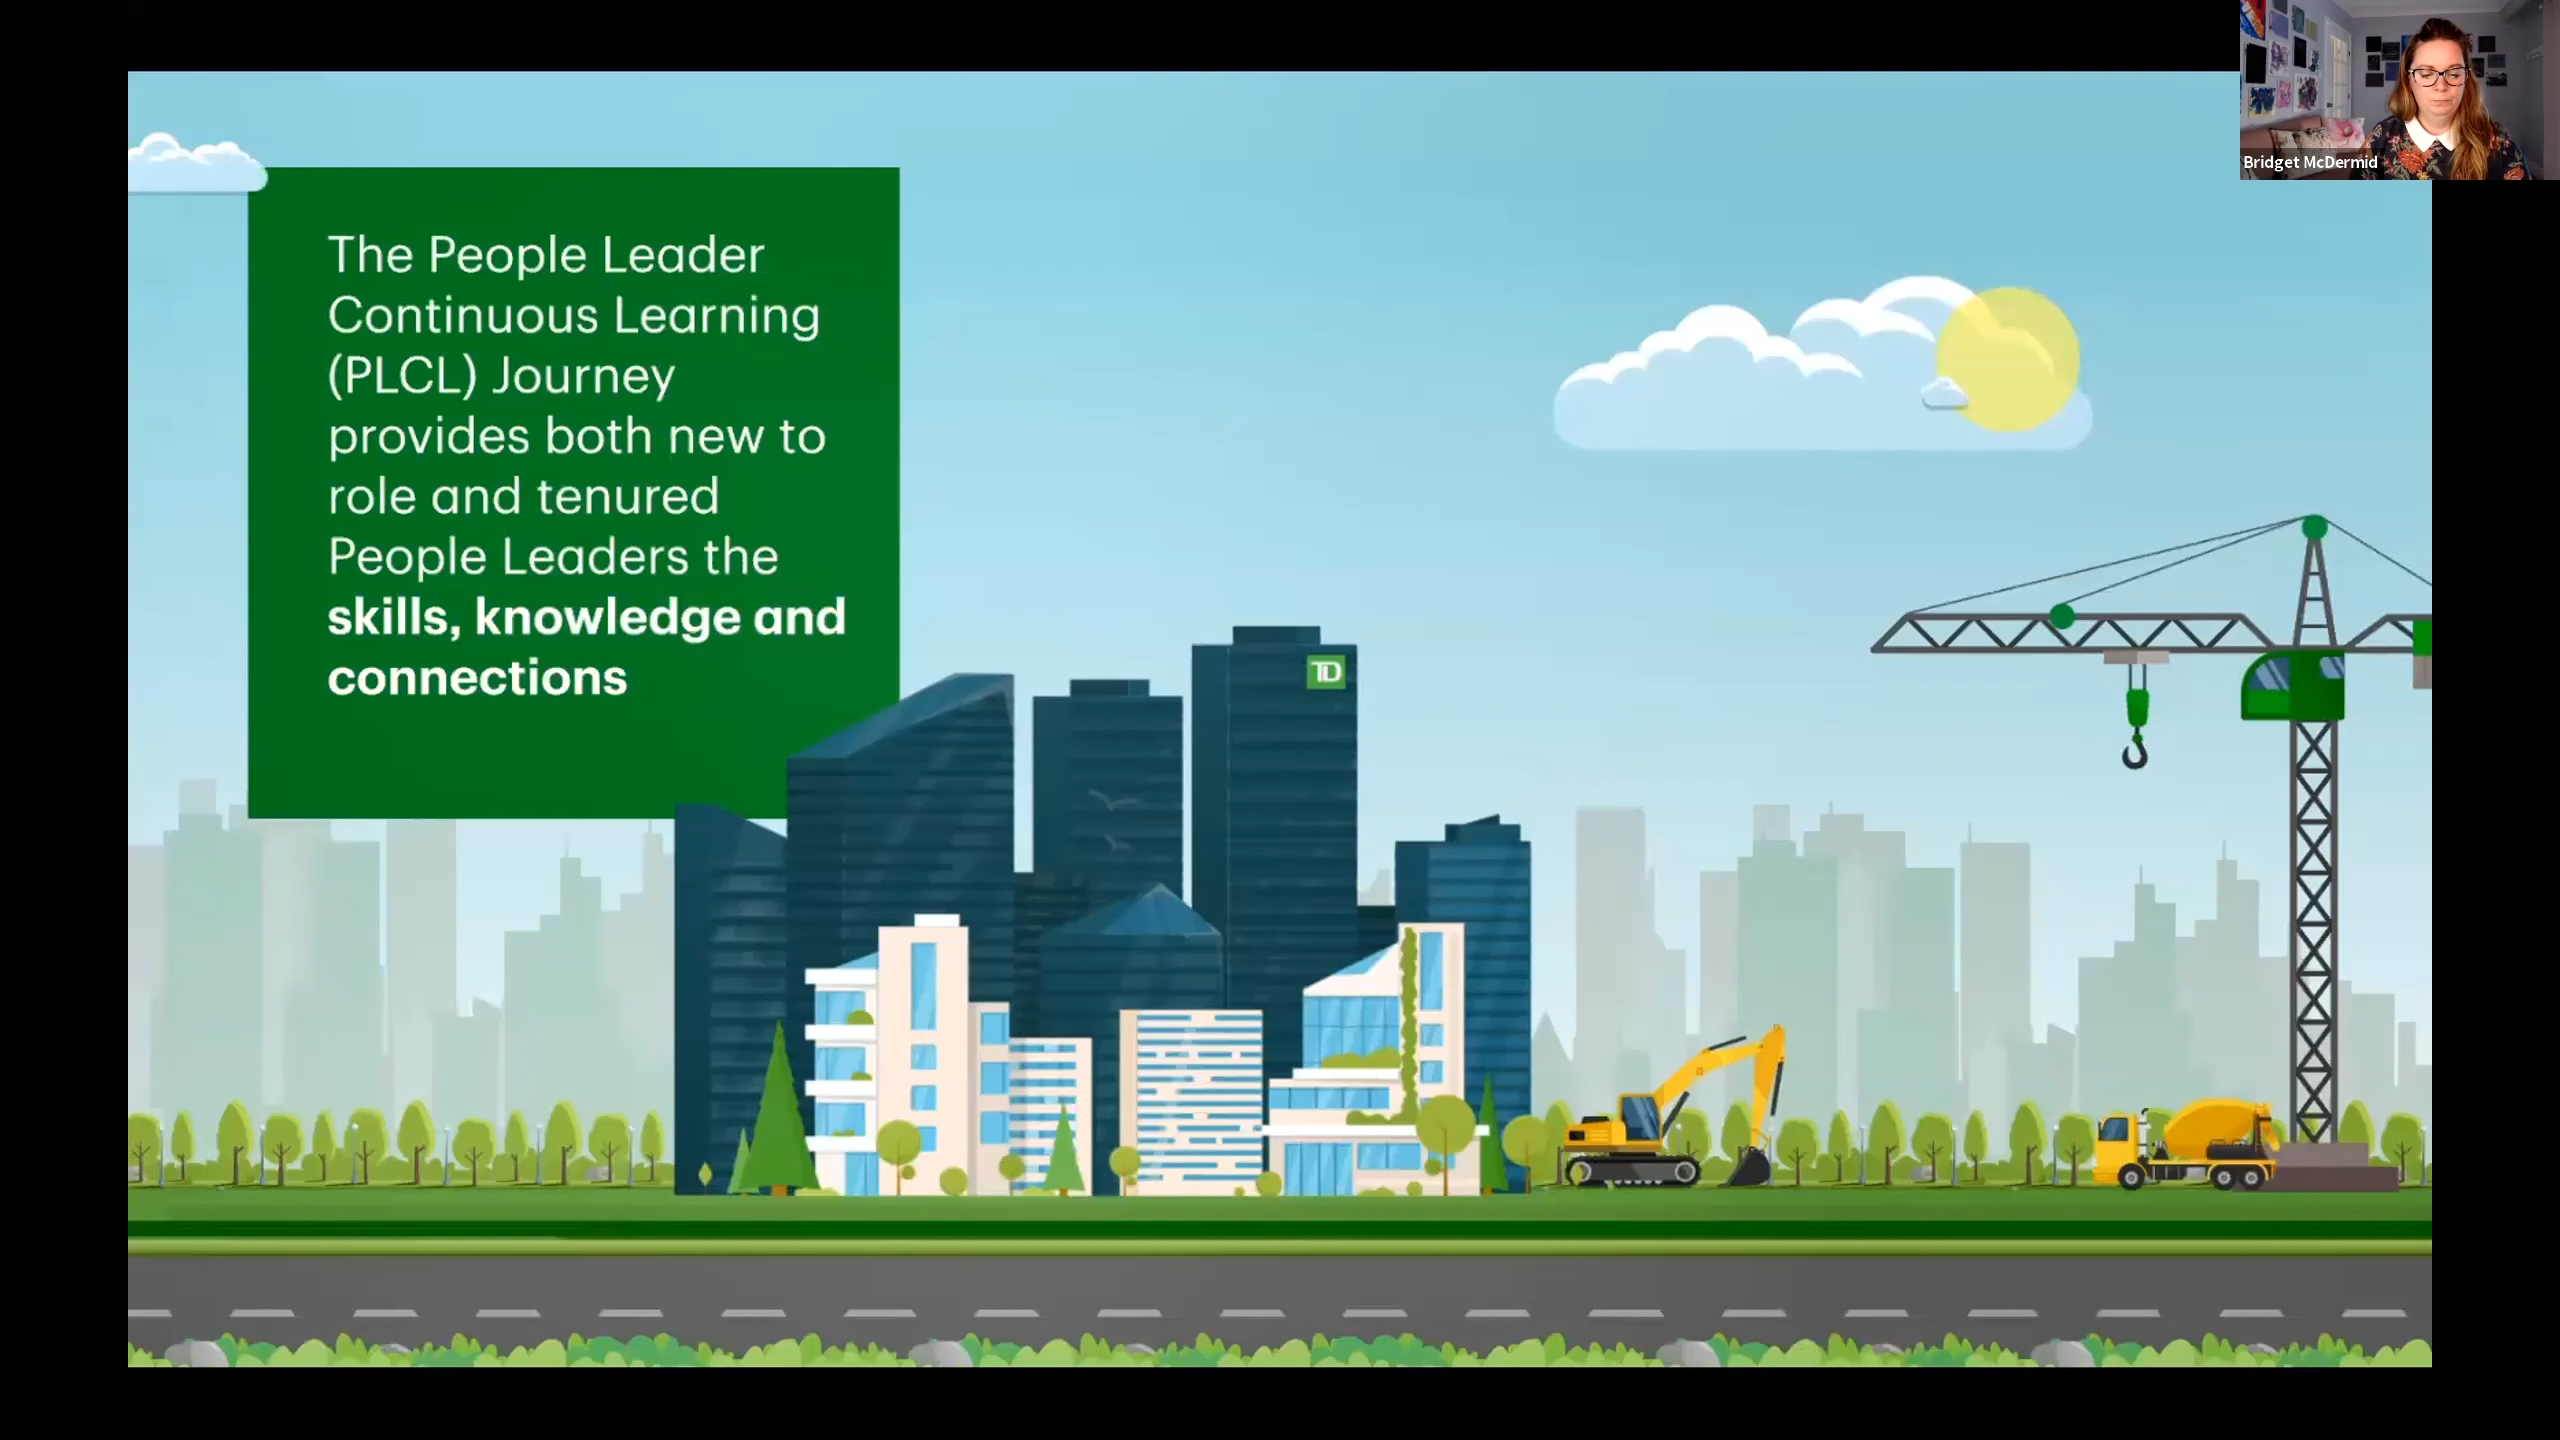 The People Leader
Continuous Learning
(PLCL) Journey
provides both new to
role and tenured
People Leaders the
skills, knowledge and
connections
TD
Bridget McDermid